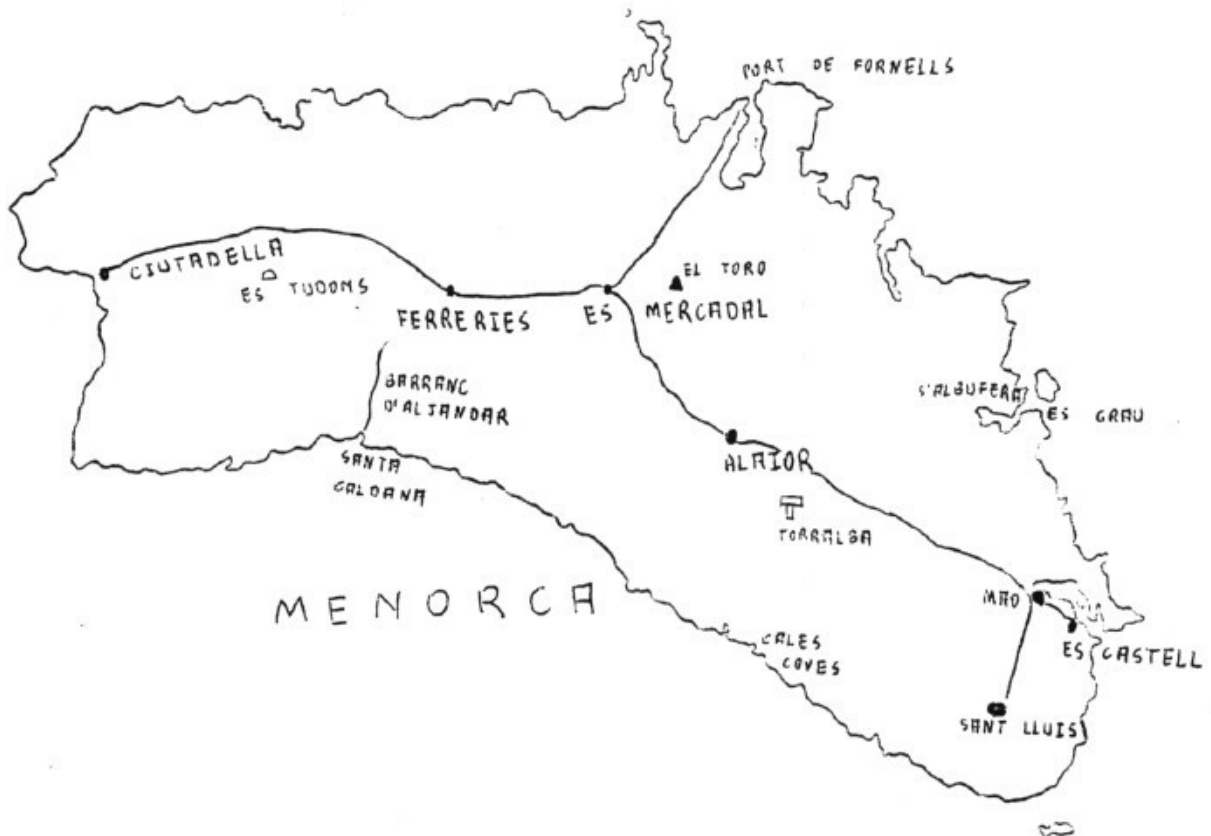 PORT DE FORNELLS
CIUTADELLA
ES TUDONS
EL TORO
FERRERIES
ES MERCADAL
BARRANC
D'ALJANDAR
S'ALBUFERA
ES GRAU
SANTA
GALDANA
ALAIOR
TORRALBA
MENORCA
MAO
CALES
COVES
ES CASTELL
SANT LLUIS